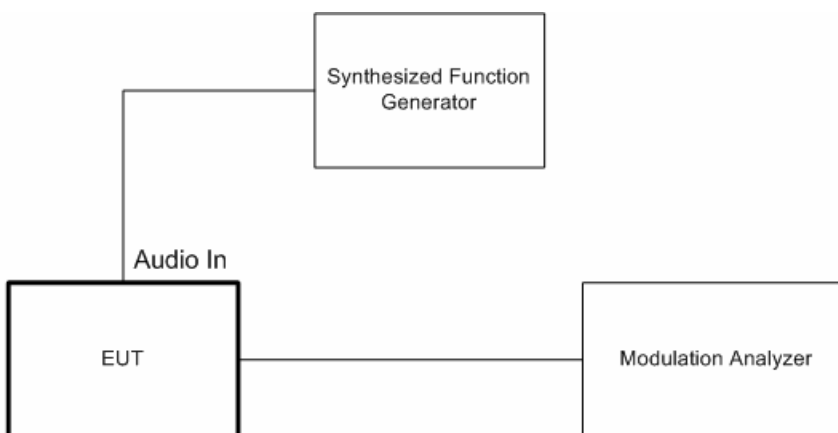 Synthesized Function
Generator
Audio In
EUT
Modulation Analyzer